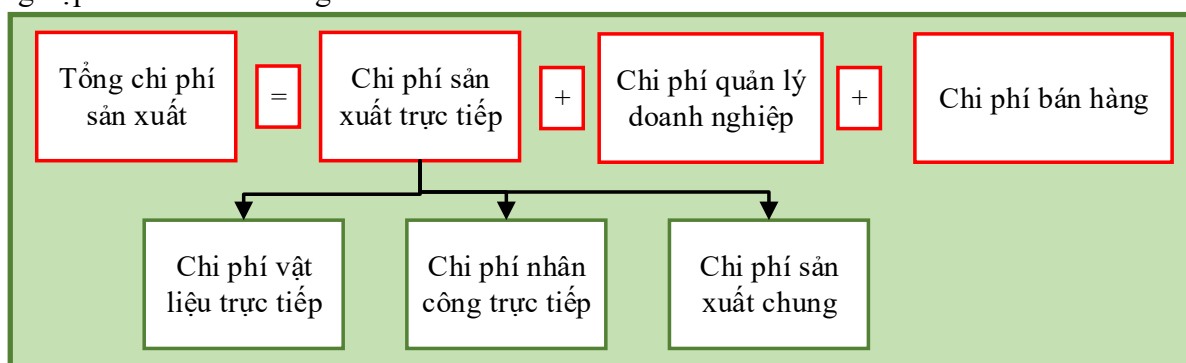 Tổng chi phí
sản xuất
=
Chi phí sản
xuất trực tiếp
+
Chi phí quản lý
doanh nghiệp
+
Chi phí bán hàng
Chi phí vật
liệu trực tiếp
Chi phí nhân
công trực tiếp
Chi phí sản
xuất chung